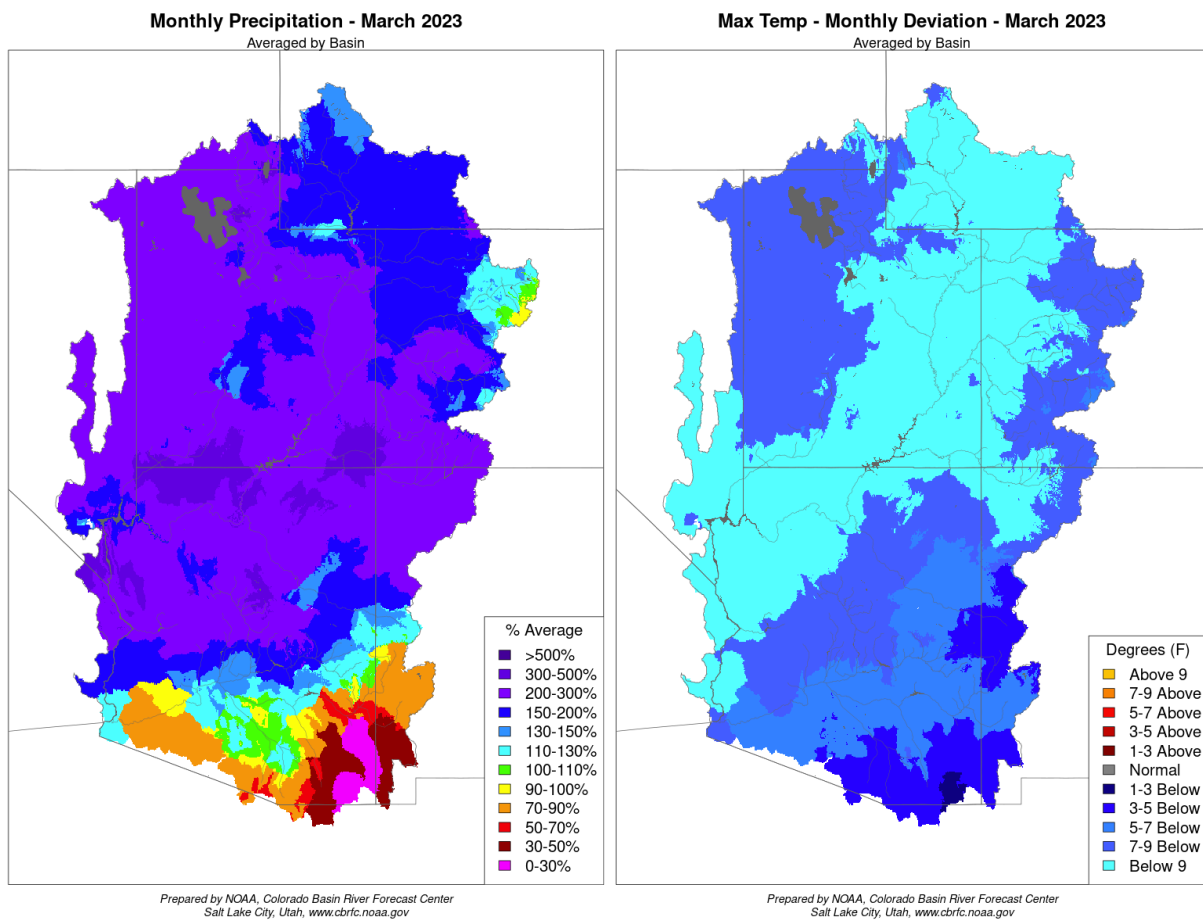 Monthly Precipitation - March 2023
Averaged by Basin
% Average
>500%
300-500%
200-300%
150-200%
130-150%
110-130%
100-110%
90-100%
70-90%
50-70%
30-50%
0-30%
Prepared by NOAA, Colorado Basin River Forecast Center
Salt Lake City, Utah, www.cbrfc.noaa.gov
Max Temp - Monthly Deviation - March 2023
Averaged by Basin
Degrees (F)
Above 9
7-9 Above
5-7 Above
3-5 Above
1-3 Above
Normal
1-3 Below
3-5 Below
5-7 Below
7-9 Below
Below 9
Prepared by NOAA, Colorado Basin River Forecast Center
Salt Lake City, Utah, www.cbrfc.noaa.gov